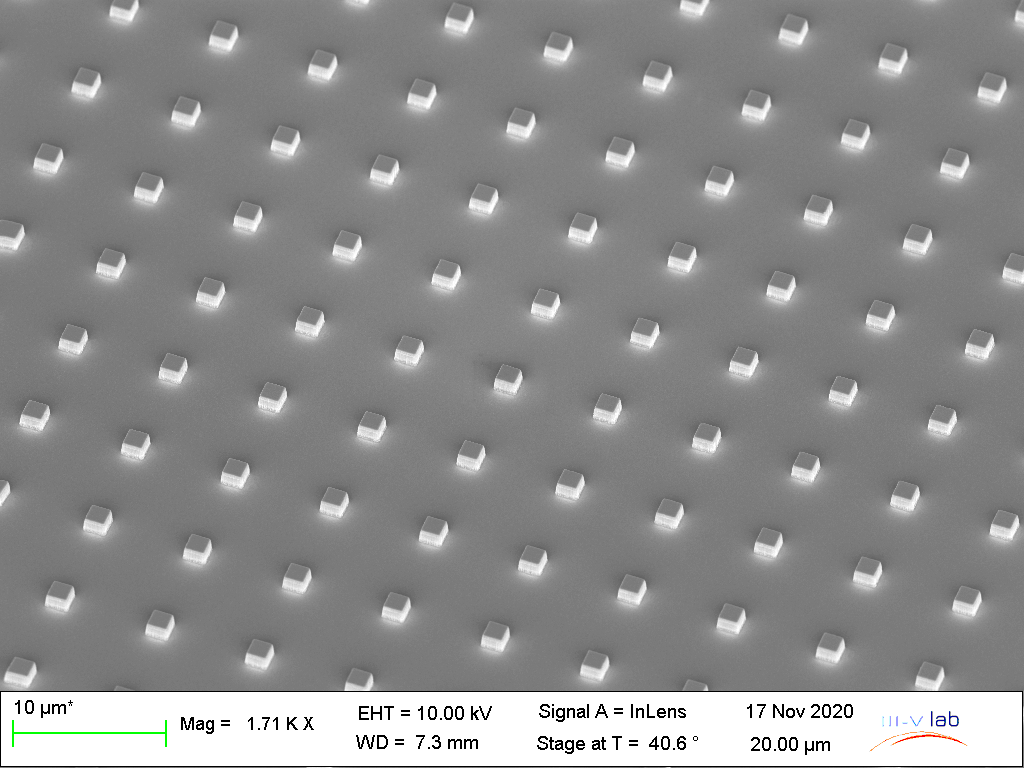 10 µm*
Mag = 1.71 K X
EHT = 10.00 kV
WD = 7.3 mm
Signal A = InLens
Stage at T = 40.6 °
17 Nov 2020
20.00 µm
III-V lab